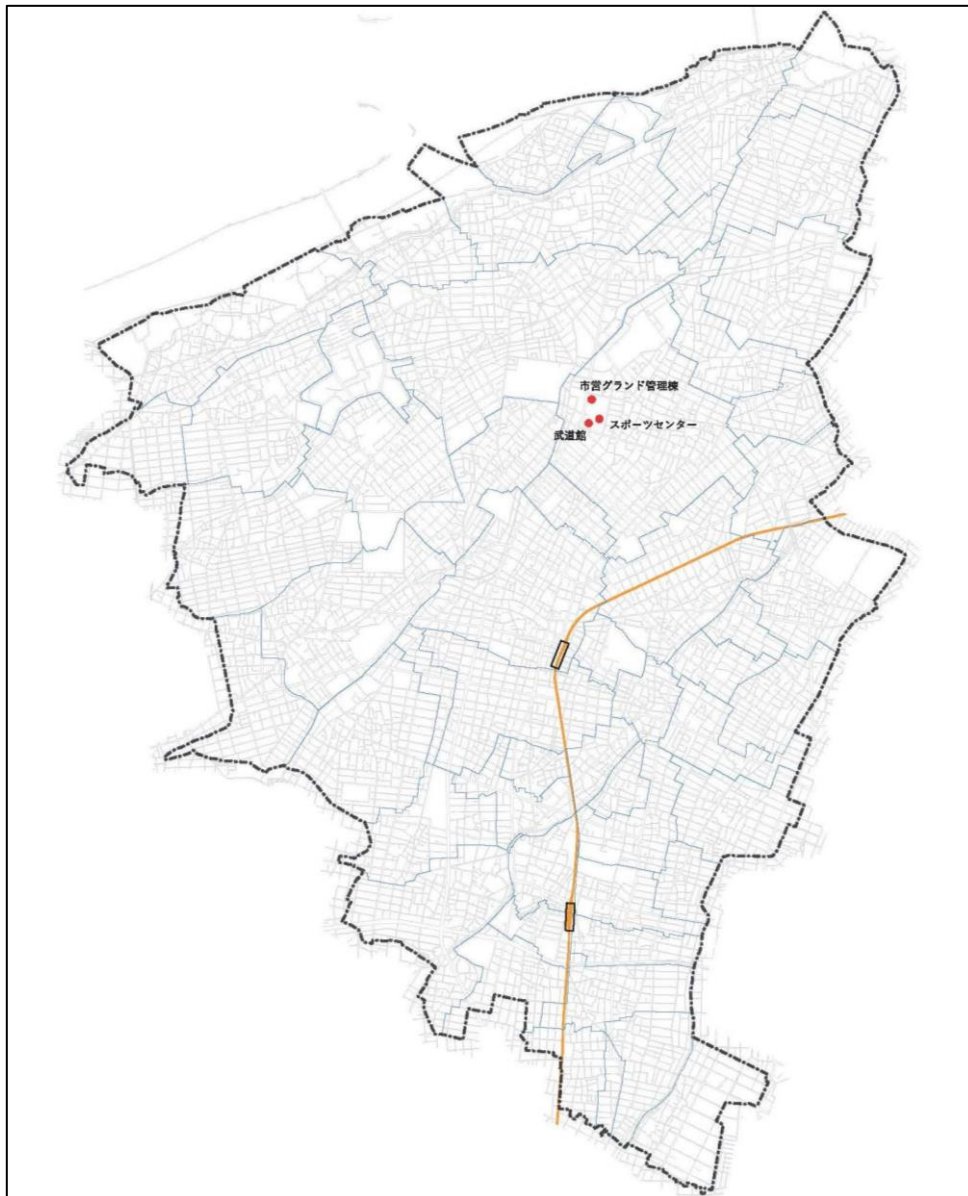 市営グランド管理棟
スポーツセンター
武道館